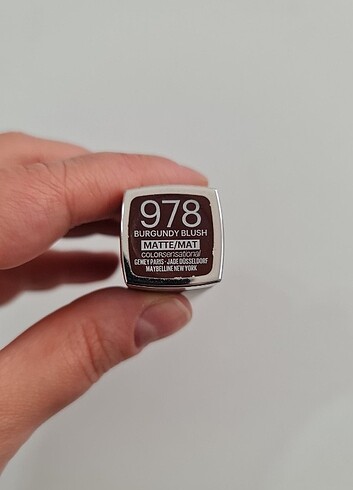 978
BURGUNDY BLUSH
MATTE/MAT
COLORsensational
GEMEY PARIS - JADE DÜSSELDORF
MAYBELLINE NEW YORK